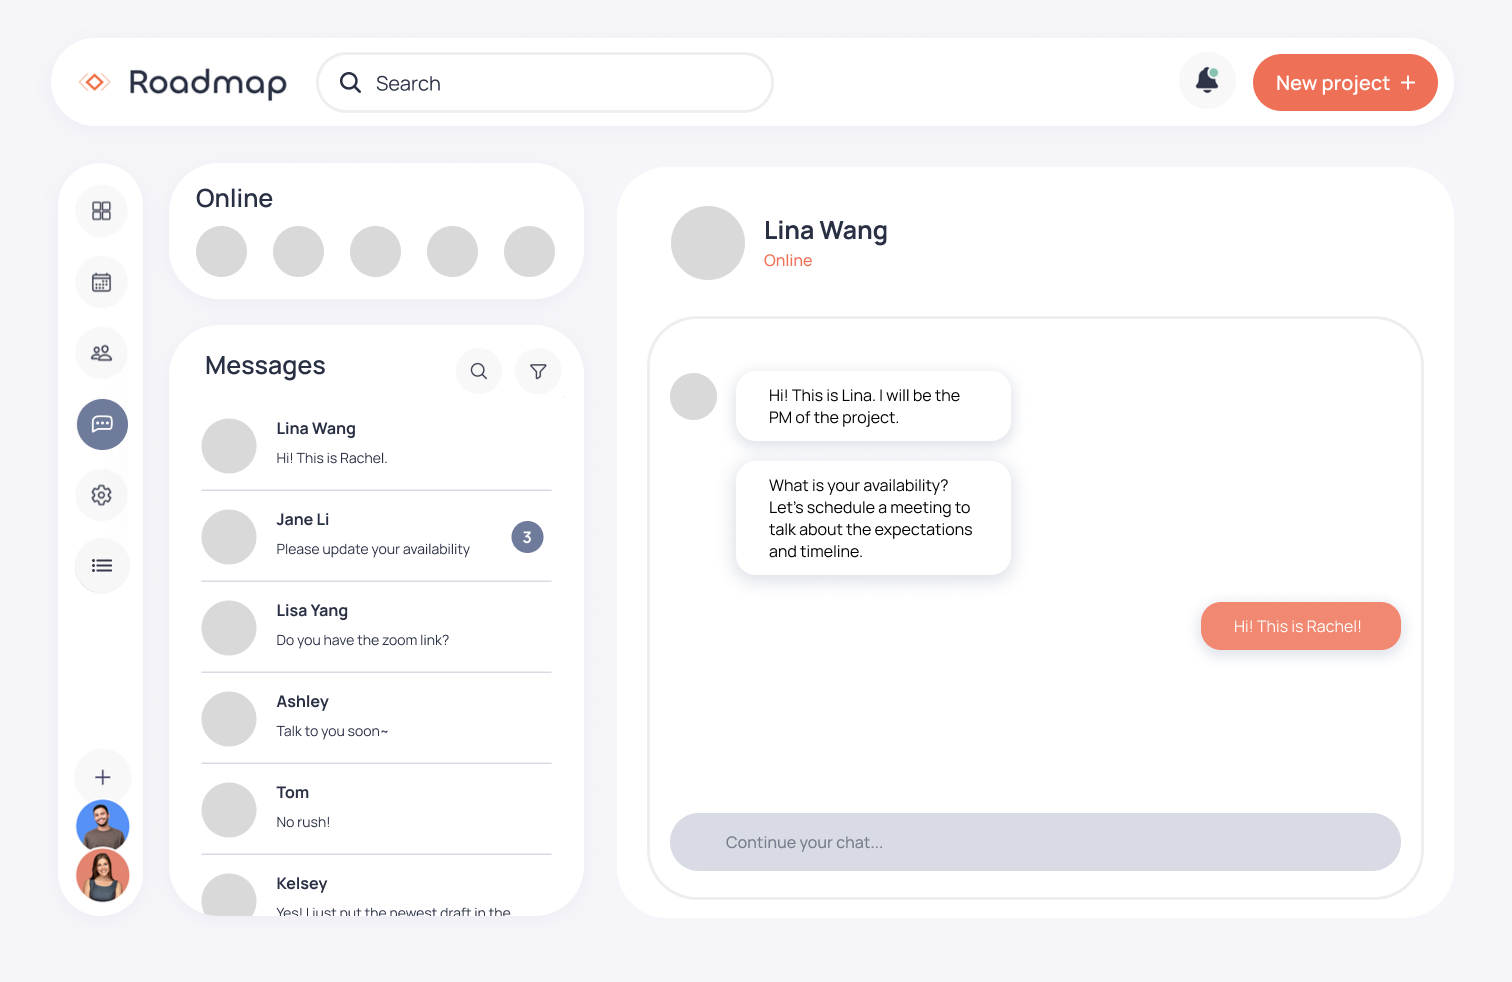 Roadmap
Search
New project +
Online
Messages
Lina Wang
Hi! This is Rachel.
Jane Li
Please update your availability
3
Lisa Yang
Do you have the zoom link?
Ashley
Talk to you soon~
Tom
No rush!
Kelsey
Yes! I just put the newest draft in the
Lina Wang
Online
Hi! This is Lina. I will be the
PM of the project.
What is your availability?
Let's schedule a meeting to
talk about the expectations
and timeline.
Hi! This is Rachel!
Continue your chat...